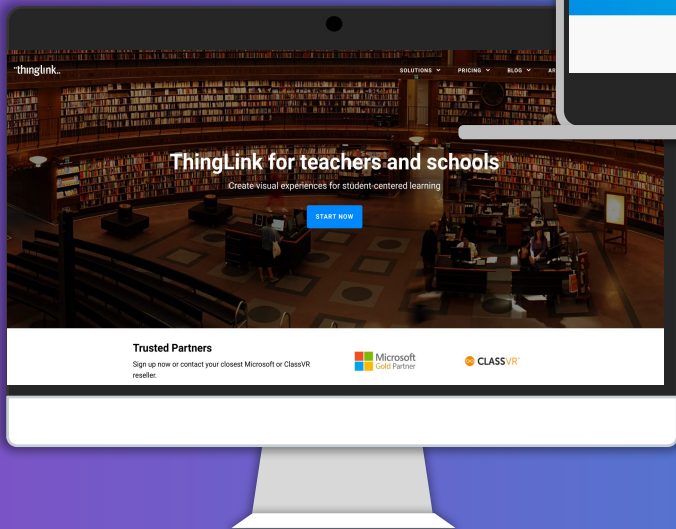 thinglink..
SOLUTIONS
PRICING
BLOG
ThingLink for teachers and schools
Create visual experiences for student-centered learning
START NOW
Trusted Partners
Sign up now or contact your closest Microsoft or ClassVR
reseller.
Microsoft
Gold Partner
CLASSVR